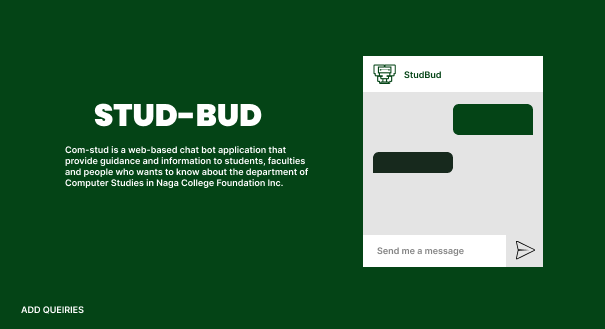 STUD-BUD
Com-stud is a web-based chat bot application that
provide guidance and information to students, faculties
and people who wants to know about the department of
Computer Studies in Naga College Foundation Inc.
StudBud
Send me a message
ADD QUEIRIES